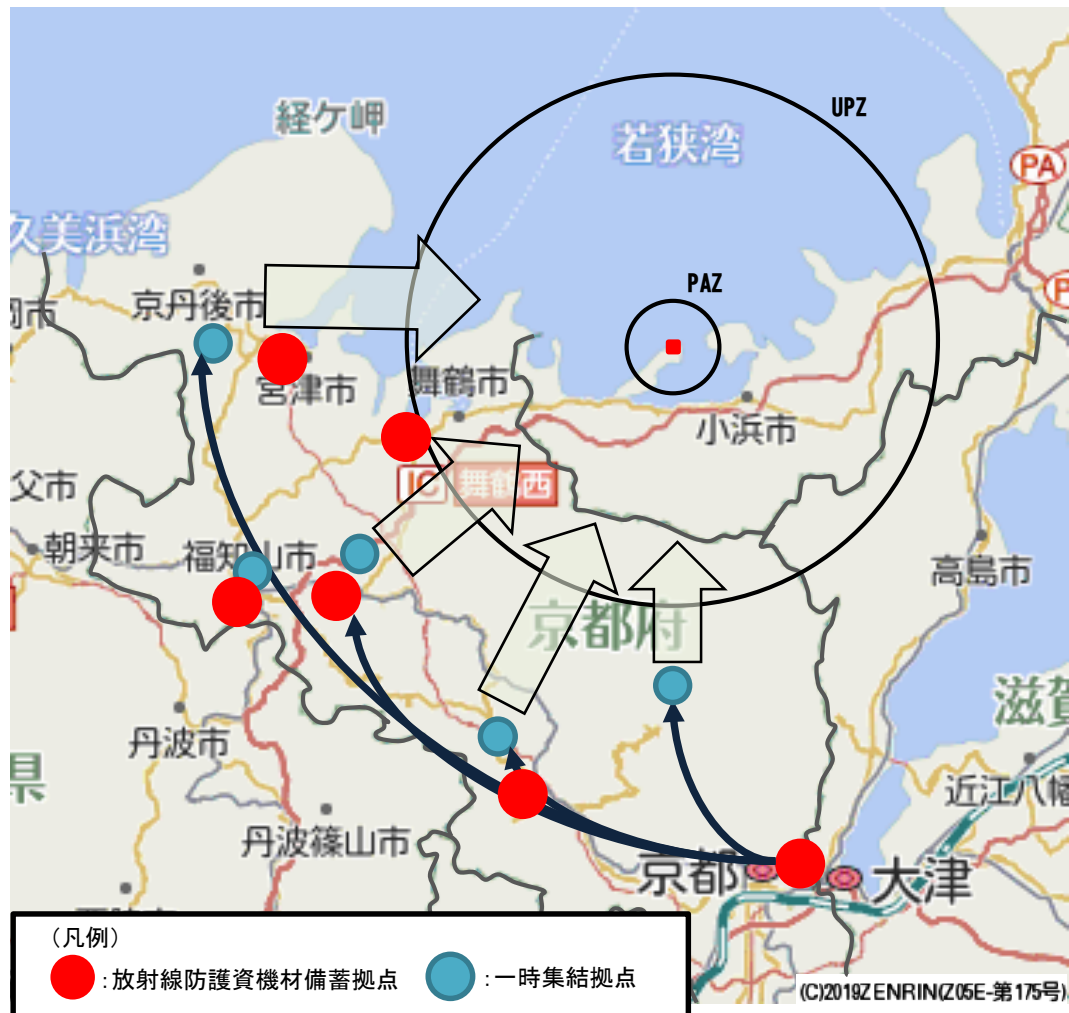 UPZ
経ケ岬
若狭湾
PA
久美浜湾
PAZ
京丹後市
岡市
P
宮津市
舞鶴市
小浜市
父市
IC 舞鶴西
朝来市
福知山市
高島市
京都府
滋賀
丹波市
県
近江八幡
丹波篠山市
京都
大津
(凡例)
:放射線防護資機材備蓄拠点
:一時集結拠点
(C)2019ZENRIN(Z05E-第175号)